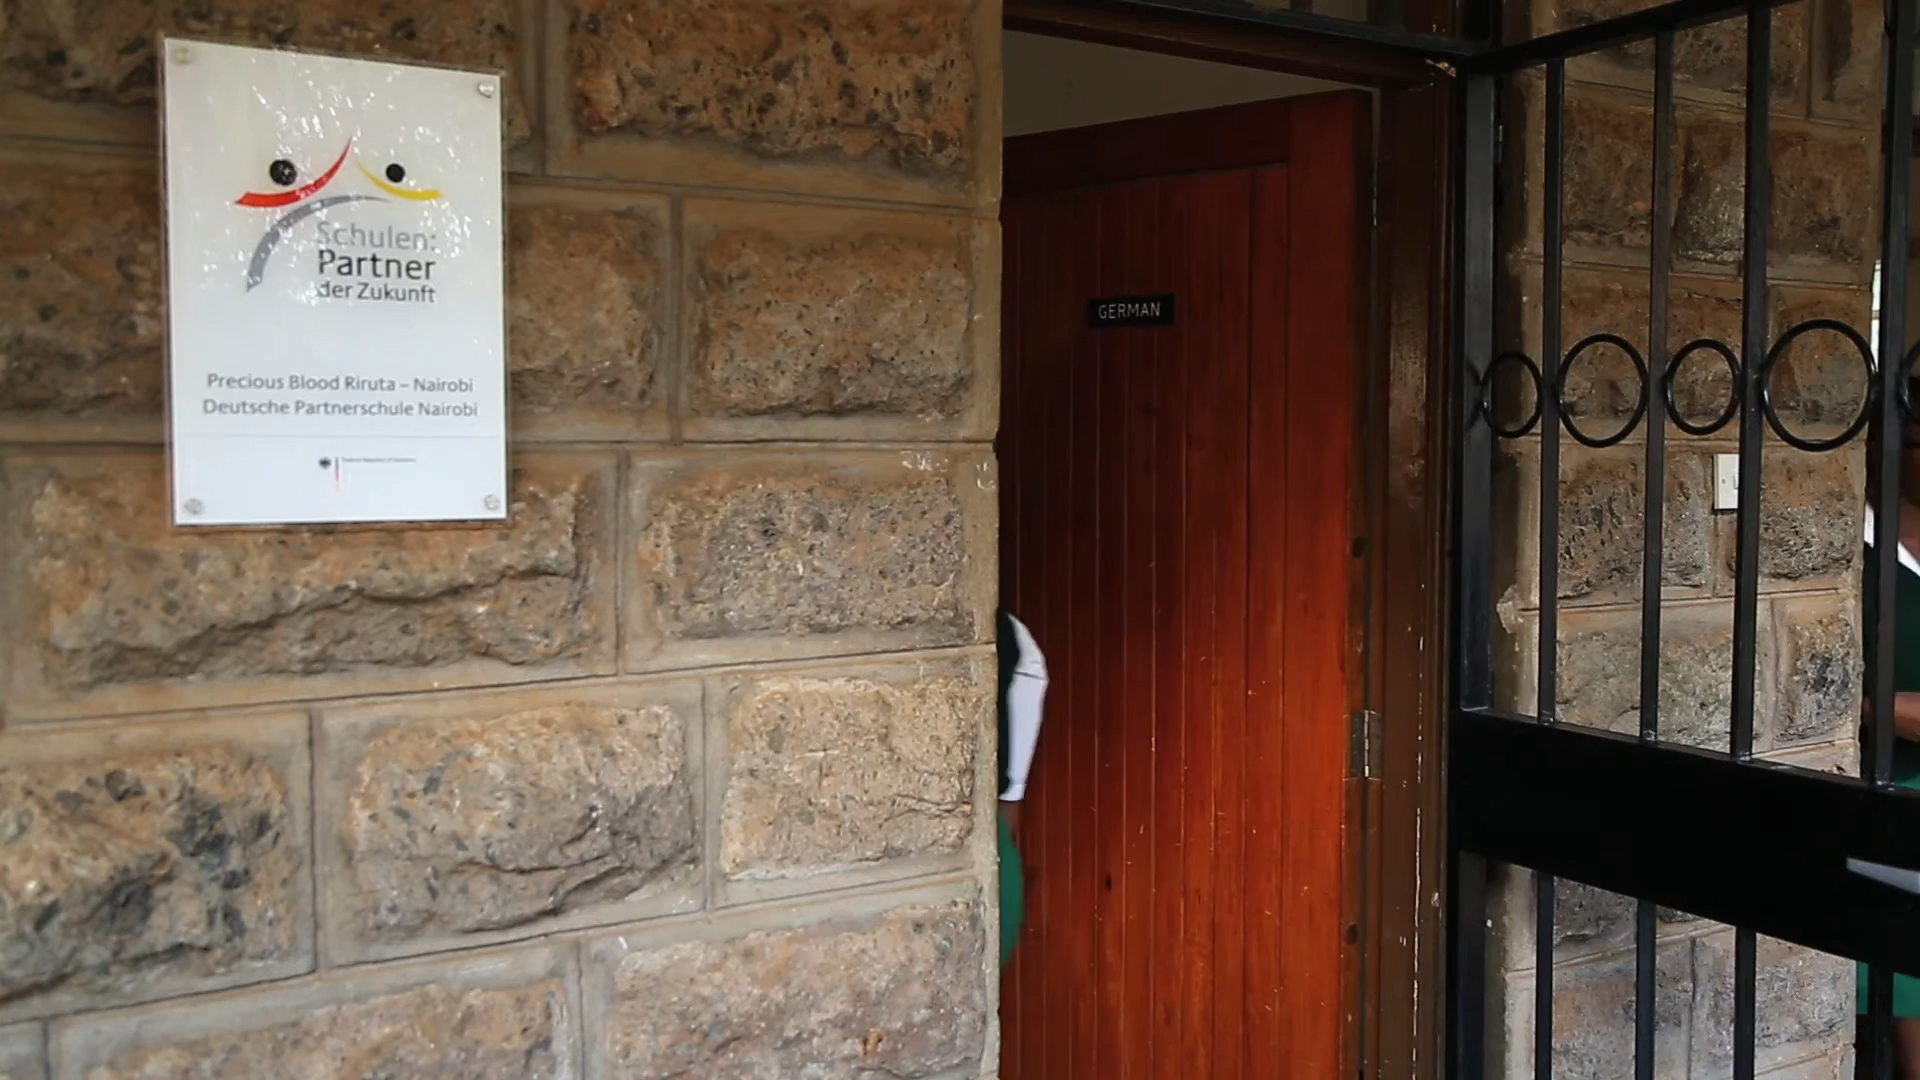 Schulen:
Partner
der Zukunft
Precious Blood Riruta – Nairobi
Deutsche Partnerschule Nairobi
GERMAN